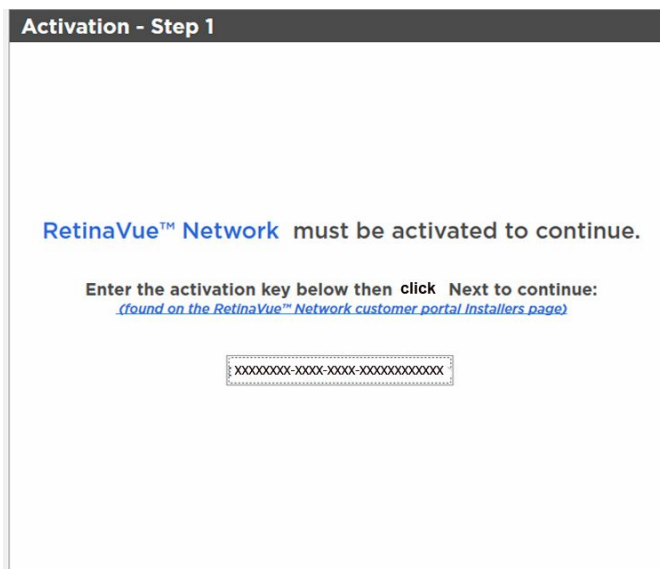 Activation - Step 1
RetinaVue™ Network must be activated to continue.
Enter the activation key below then click Next to continue:
(found on the RetinaVue™ Network customer portal Installers page)
XXXXXXXX-XXXX-XXXX-XXXXXXXXXXXX